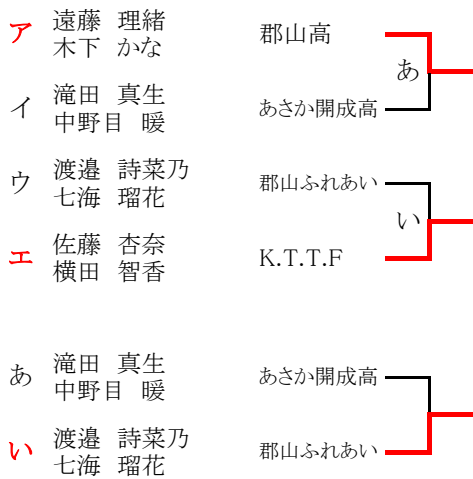 ア 遠藤 理緒 郡山高
木下 かな
あ
イ 滝田 真生 あさか開成高
中野目 暖
ウ 渡邉 詩菜乃 郡山ふれあい
七海 瑠花
い
エ 佐藤 杏奈 K.T.T.F
横田 智香
あ 滝田 真生 あさか開成高
中野目 暖
い 渡邉 詩菜乃 郡山ふれあい
七海 瑠花